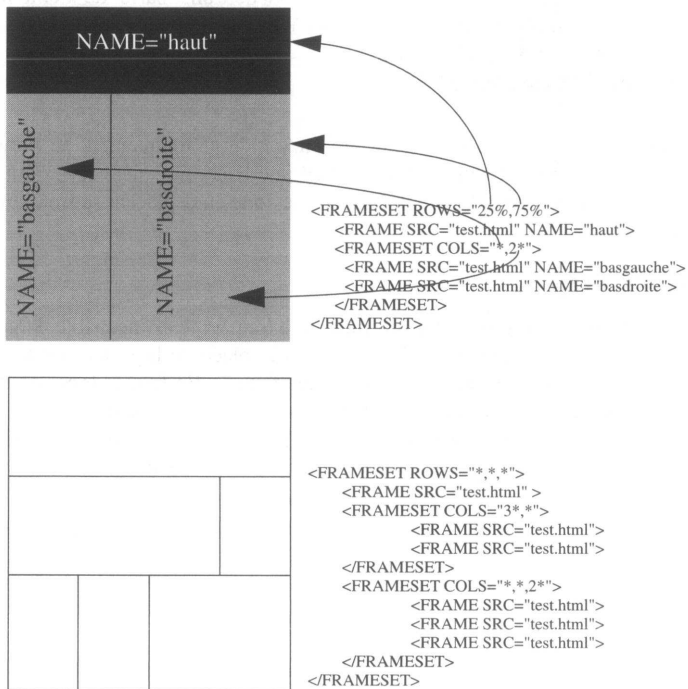 NAME="haut"
NAME="basgauche"
NAME="basdroite"
<FRAMESET ROWS="25%,75%">
<FRAME SRC="test.html" NAME="haut">
<FRAMESET COLS="*,2*">
<FRAME SRC="test.html" NAME="basgauche">
<FRAME SRC="test.html" NAME="basdroite">
</FRAMESET>
</FRAMESET>
<FRAMESET ROWS="*,*,*">
<FRAME SRC="test.html" >
<FRAMESET COLS="3*,*">
<FRAME SRC="test.html">
<FRAME SRC="test.html">
</FRAMESET>
<FRAMESET COLS="*,*,2*">
<FRAME SRC="test.html">
<FRAME SRC="test.html">
<FRAME SRC="test.html">
</FRAMESET>
</FRAMESET>